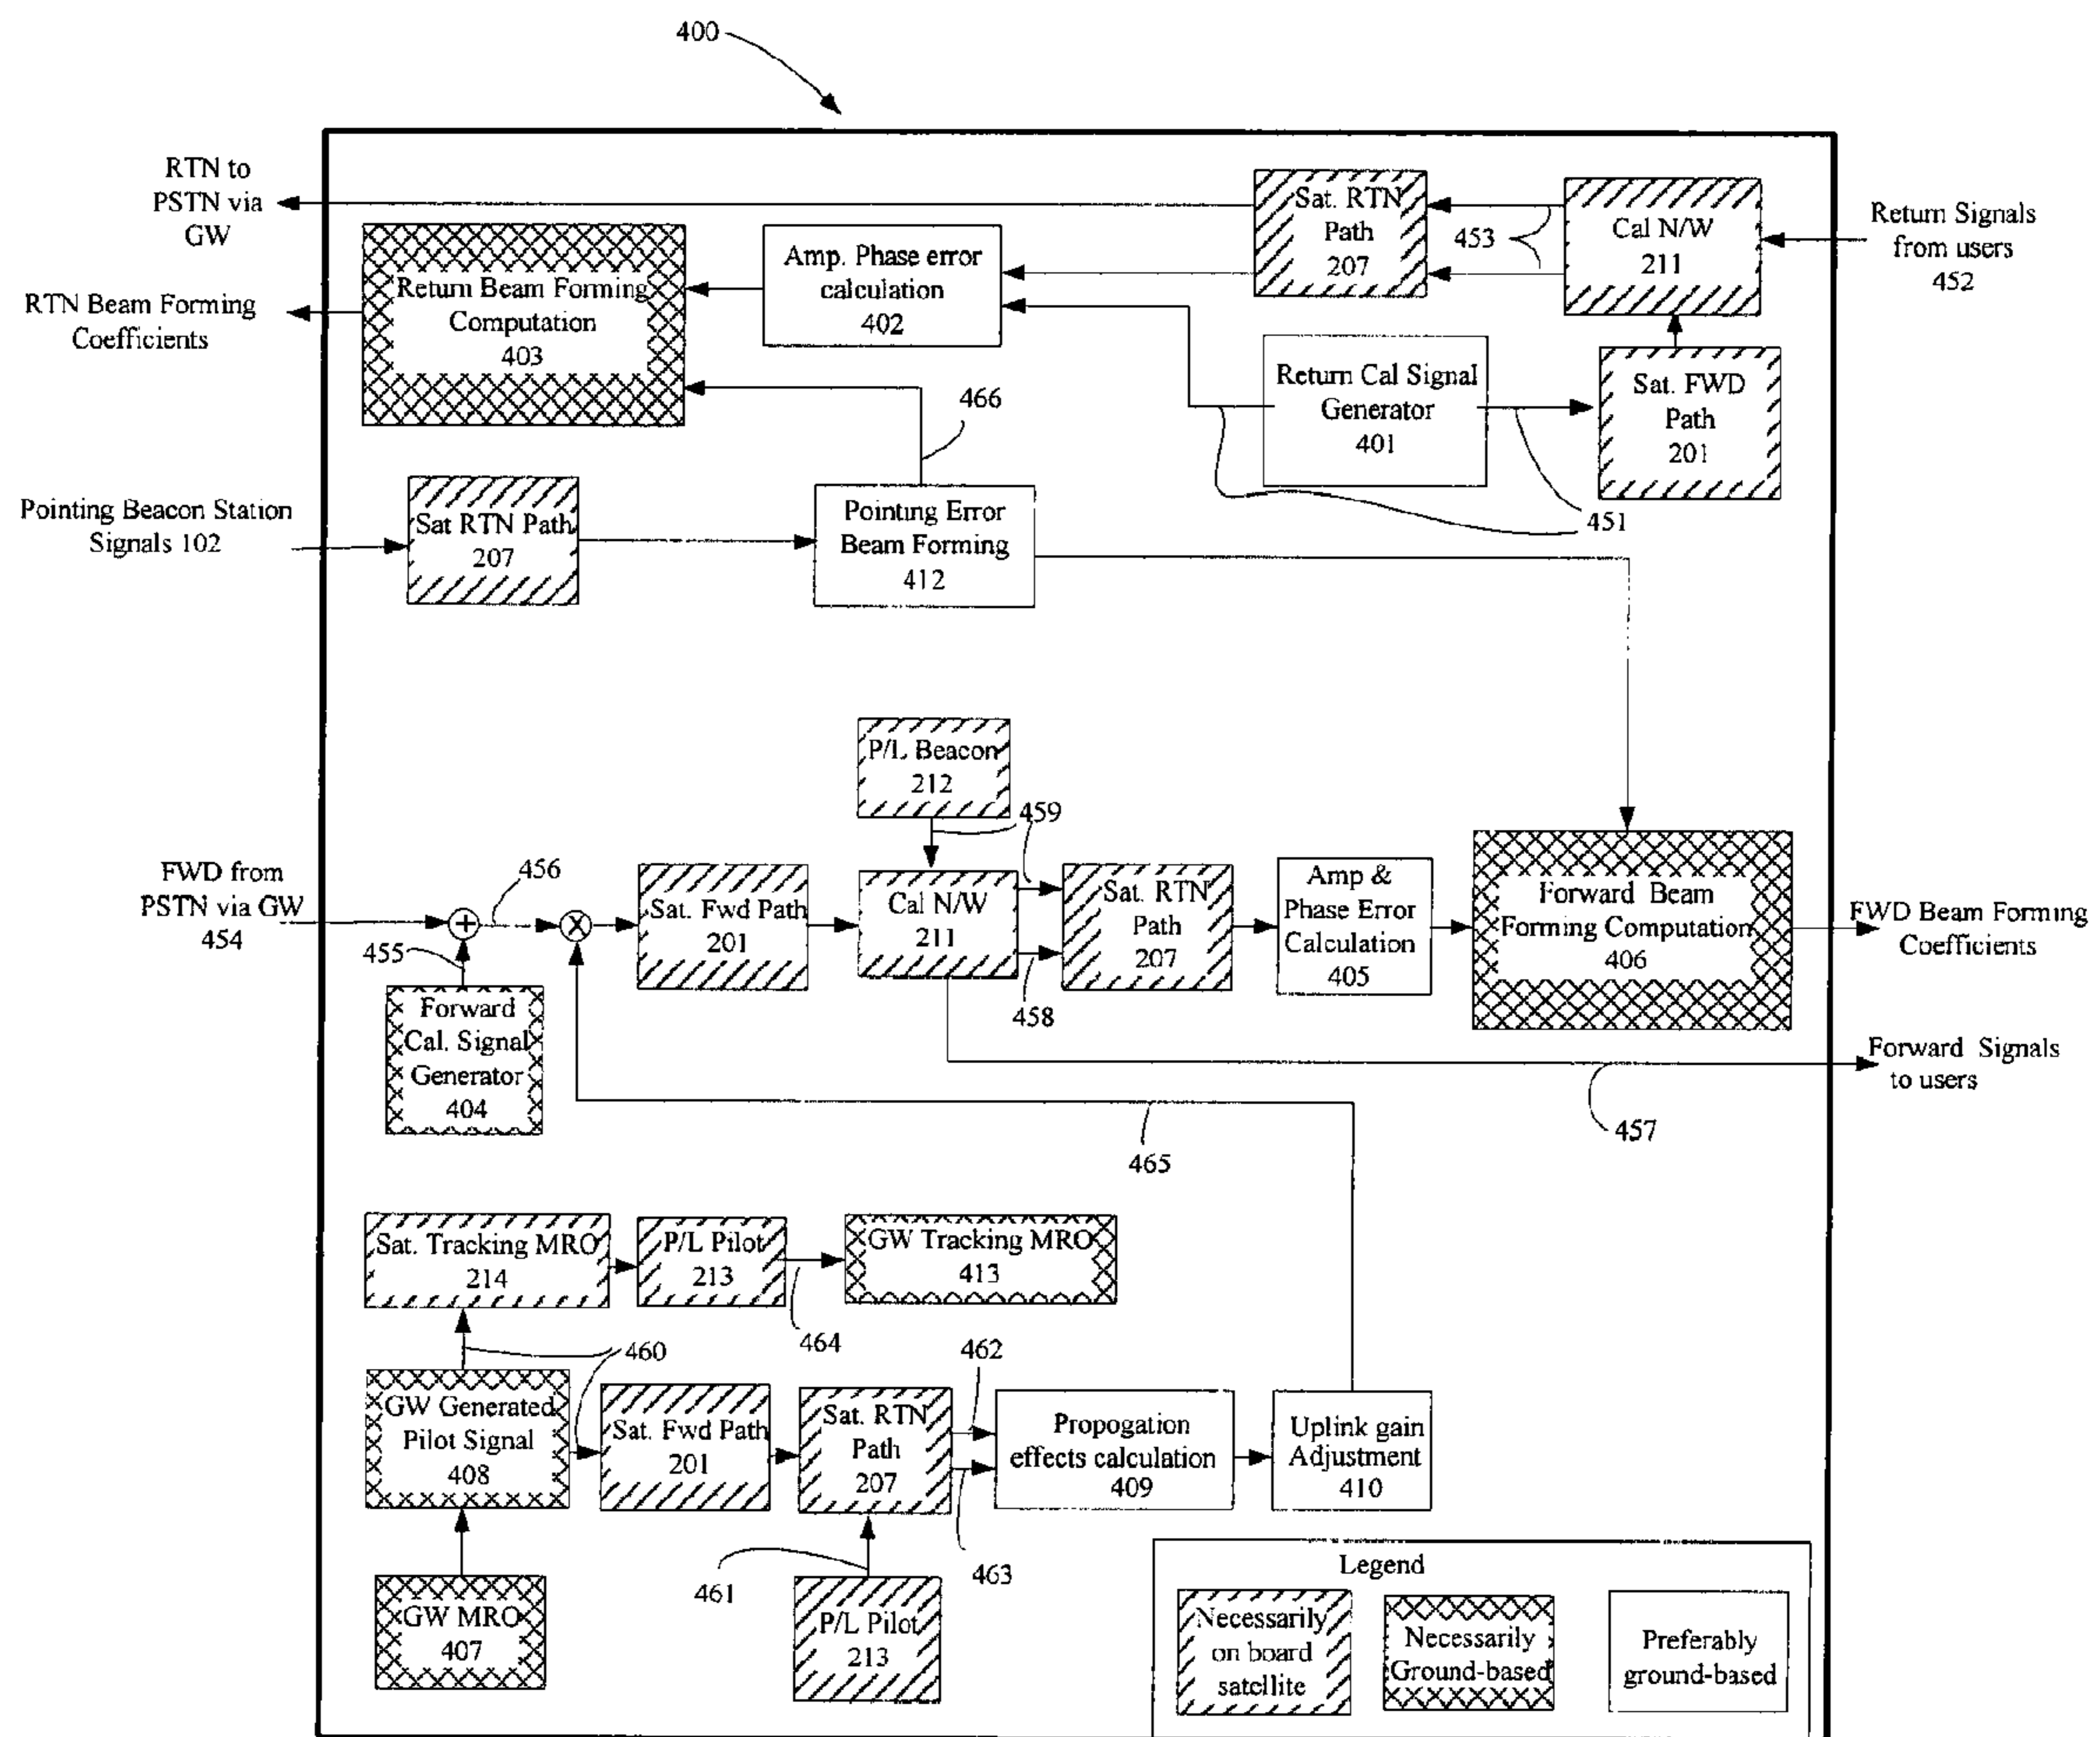 400
RTN to
PSTN via
GW
Sat. RTN
Path
207
453
Cal N/W
211
Return Signals
from users
452
Return Beam Forming
Computation
403
Amp. Phase error
calculation
402
RTN Beam Forming
Coefficients
466
Return Cal Signal
Generator
401
Sat. FWD
Path
201
451
Pointing Beacon Station
Signals 102
Sat RTN Path
207
Pointing Error
Beam Forming
412
P/L Beacon
212
459
FWD from
PSTN via GW
454
456
455
Sat. Fwd Path
201
Cal N/W
211
458
Sat. RTN
Path
207
Amp &
Phase Error
Calculation
405
Forward Beam
Forming Computation
406
FWD Beam Forming
Coefficients
Forward
Cal. Signal
Generator
404
Forward Signals
to users
457
465
Sat. Tracking MRO
214
P/L Pilot
213
GW Tracking MRO
413
464
460
462
GW Generated
Pilot Signal
408
Sat. Fwd Path
201
Sat. RTN
Path
207
Propogation
effects calculation
409
Uplink gain
Adjustment
410
463
461
GW MRO
407
P/L Pilot
213
Legend
Necessarily
on board
satellite
Necessarily
Ground-based
Preferably
ground-based